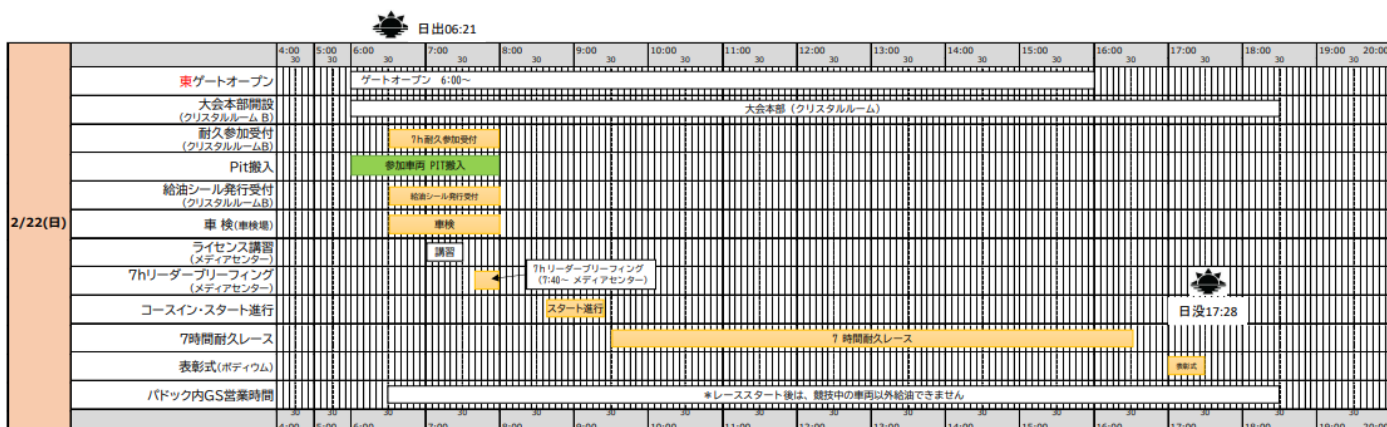 日出06:21
4:00 5:00 6:00 7:00 8:00 9:00 10:00 11:00 12:00 13:00 14:00 15:00 16:00 17:00 18:00 19:00 20:00
30 30 30 30 30 30 30 30 30 30 30 30 30 30 30 30
2/22(日)
東ゲートオープン
ゲートオープン 6:00~
大会本部開設
(クリスタルルーム B)
大会本部 (クリスタルルーム)
耐久参加受付
(クリスタルルームB)
7h耐久参加受付
Pit搬入
参加車両 PIT搬入
給油シール発行受付
(クリスタルルームB)
給油シール発行受付
車 検(車検場)
車検
ライセンス講習
(メディアセンター)
講習
7hリーダーブリーフィング
(メディアセンター)
7hリーダーブリーフィング
(7:40~ メディアセンター)
コースイン・スタート進行
スタート進行
日没17:28
7時間耐久レース
7 時間耐久レース
表彰式(ポディウム)
表彰式
パドック内GS営業時間
*レーススタート後は、競技中の車両以外給油できません
30 30 30 30 30 30 30 30 30 30 30 30 30 30 30 30
4:00 5:00 6:00 7:00 8:00 9:00 10:00 11:00 12:00 13:00 14:00 15:00 16:00 17:00 18:00 19:00 20:00